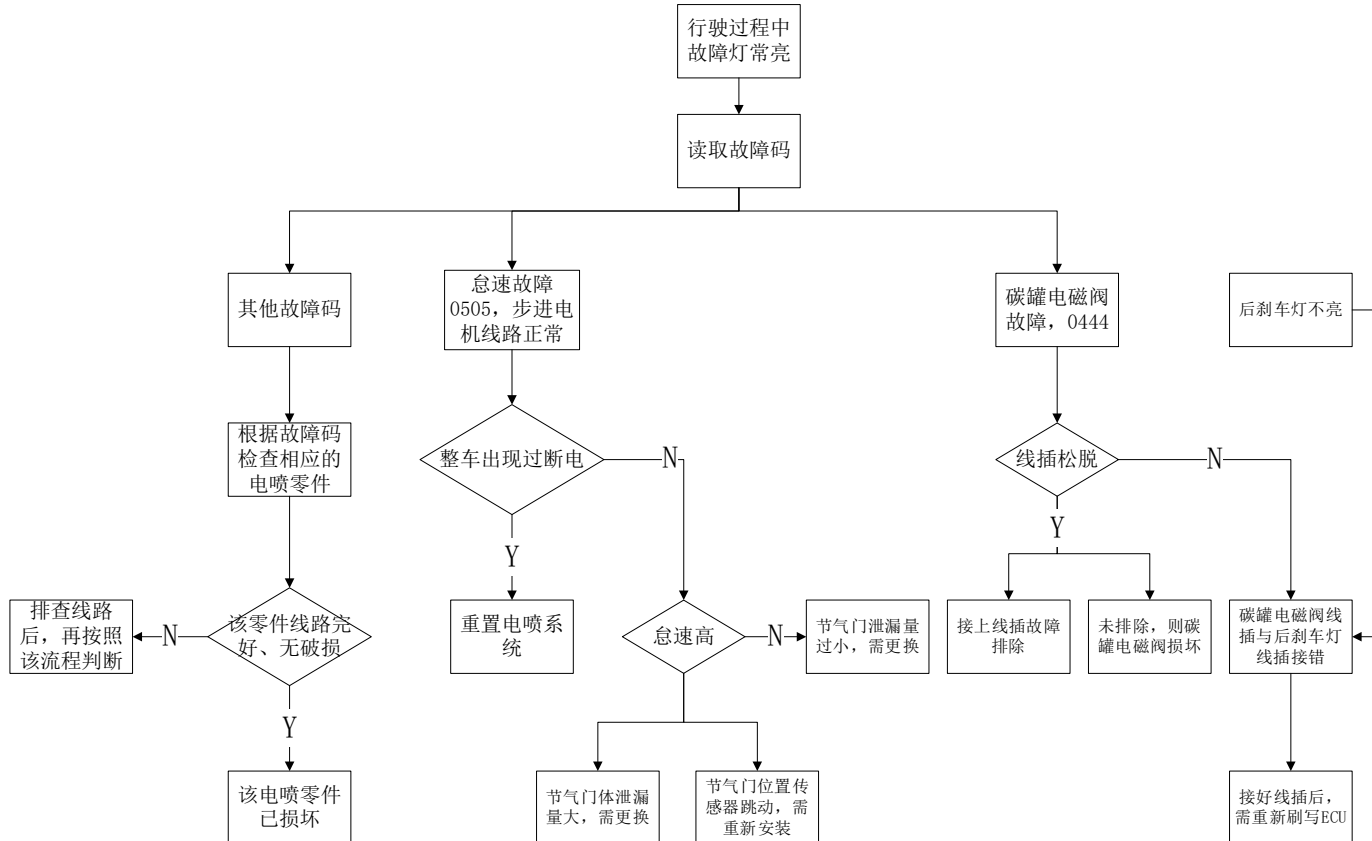 行驶过程中
故障灯常亮
读取故障码
其他故障码
怠速故障
0505，步进电
机线路正常
碳罐电磁阀
故障，0444
后刹车灯不亮
根据故障码
检查相应的
电喷零件
整车出现过断电
N
线插松脱
N
Y
Y
排查线路
后，再按照
该流程判断
N
该零件线路完
好、无破损
重置电喷系
统
怠速高
N
节气门泄漏量
过小，需更换
接上线插故障
排除
未排除，则碳
罐电磁阀损坏
碳罐电磁阀线
插与后刹车灯
线插接错
Y
该电喷零件
已损坏
节气门体泄漏
量大，需更换
节气门位置传
感器跳动，需
重新安装
接好线插后，
需重新刷写ECU